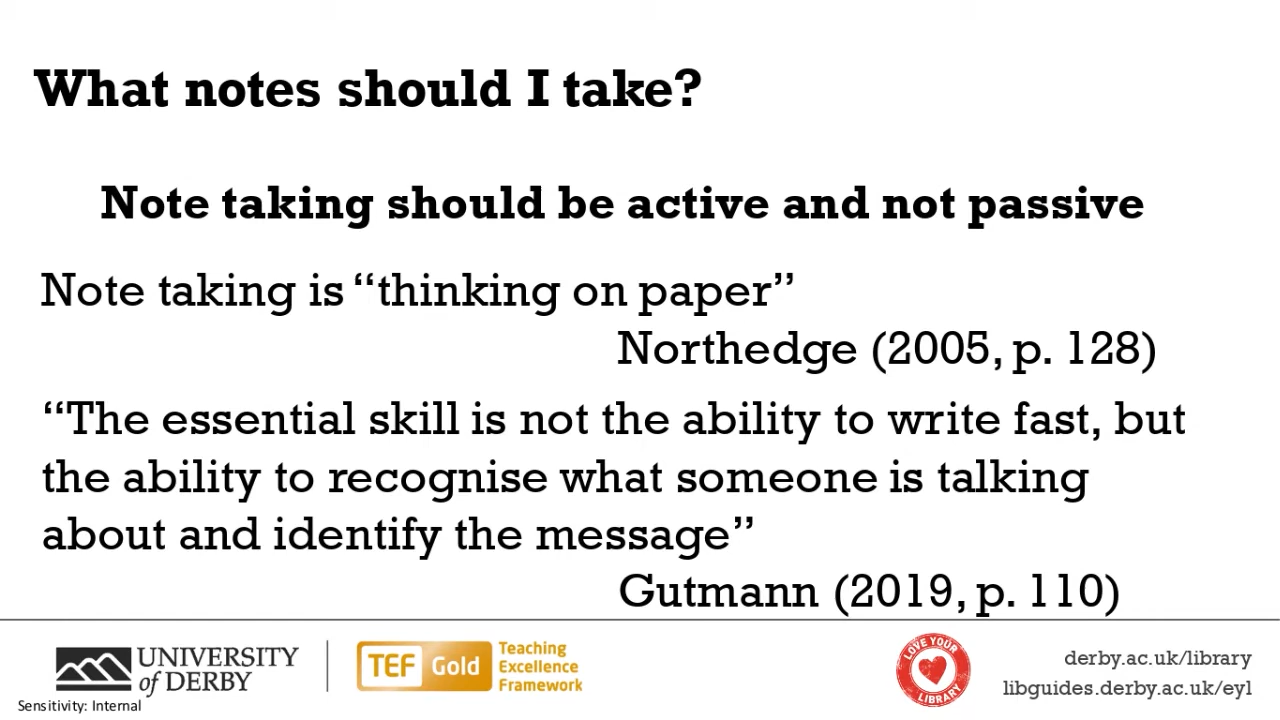 What notes should I take?
Note taking should be active and not passive
Note taking is “thinking on paper”
Northedge (2005, p. 128)
“The essential skill is not the ability to write fast, but
the ability to recognise what someone is talking
about and identify the message”
Gutmann (2019, p. 110)
UNIVERSITY
of DERBY
TEF Gold
Teaching
Excellence
Framework
LOVE YOUR
LIBRARY
derby.ac.uk/library
libguides.derby.ac.uk/eyl
Sensitivity: Internal